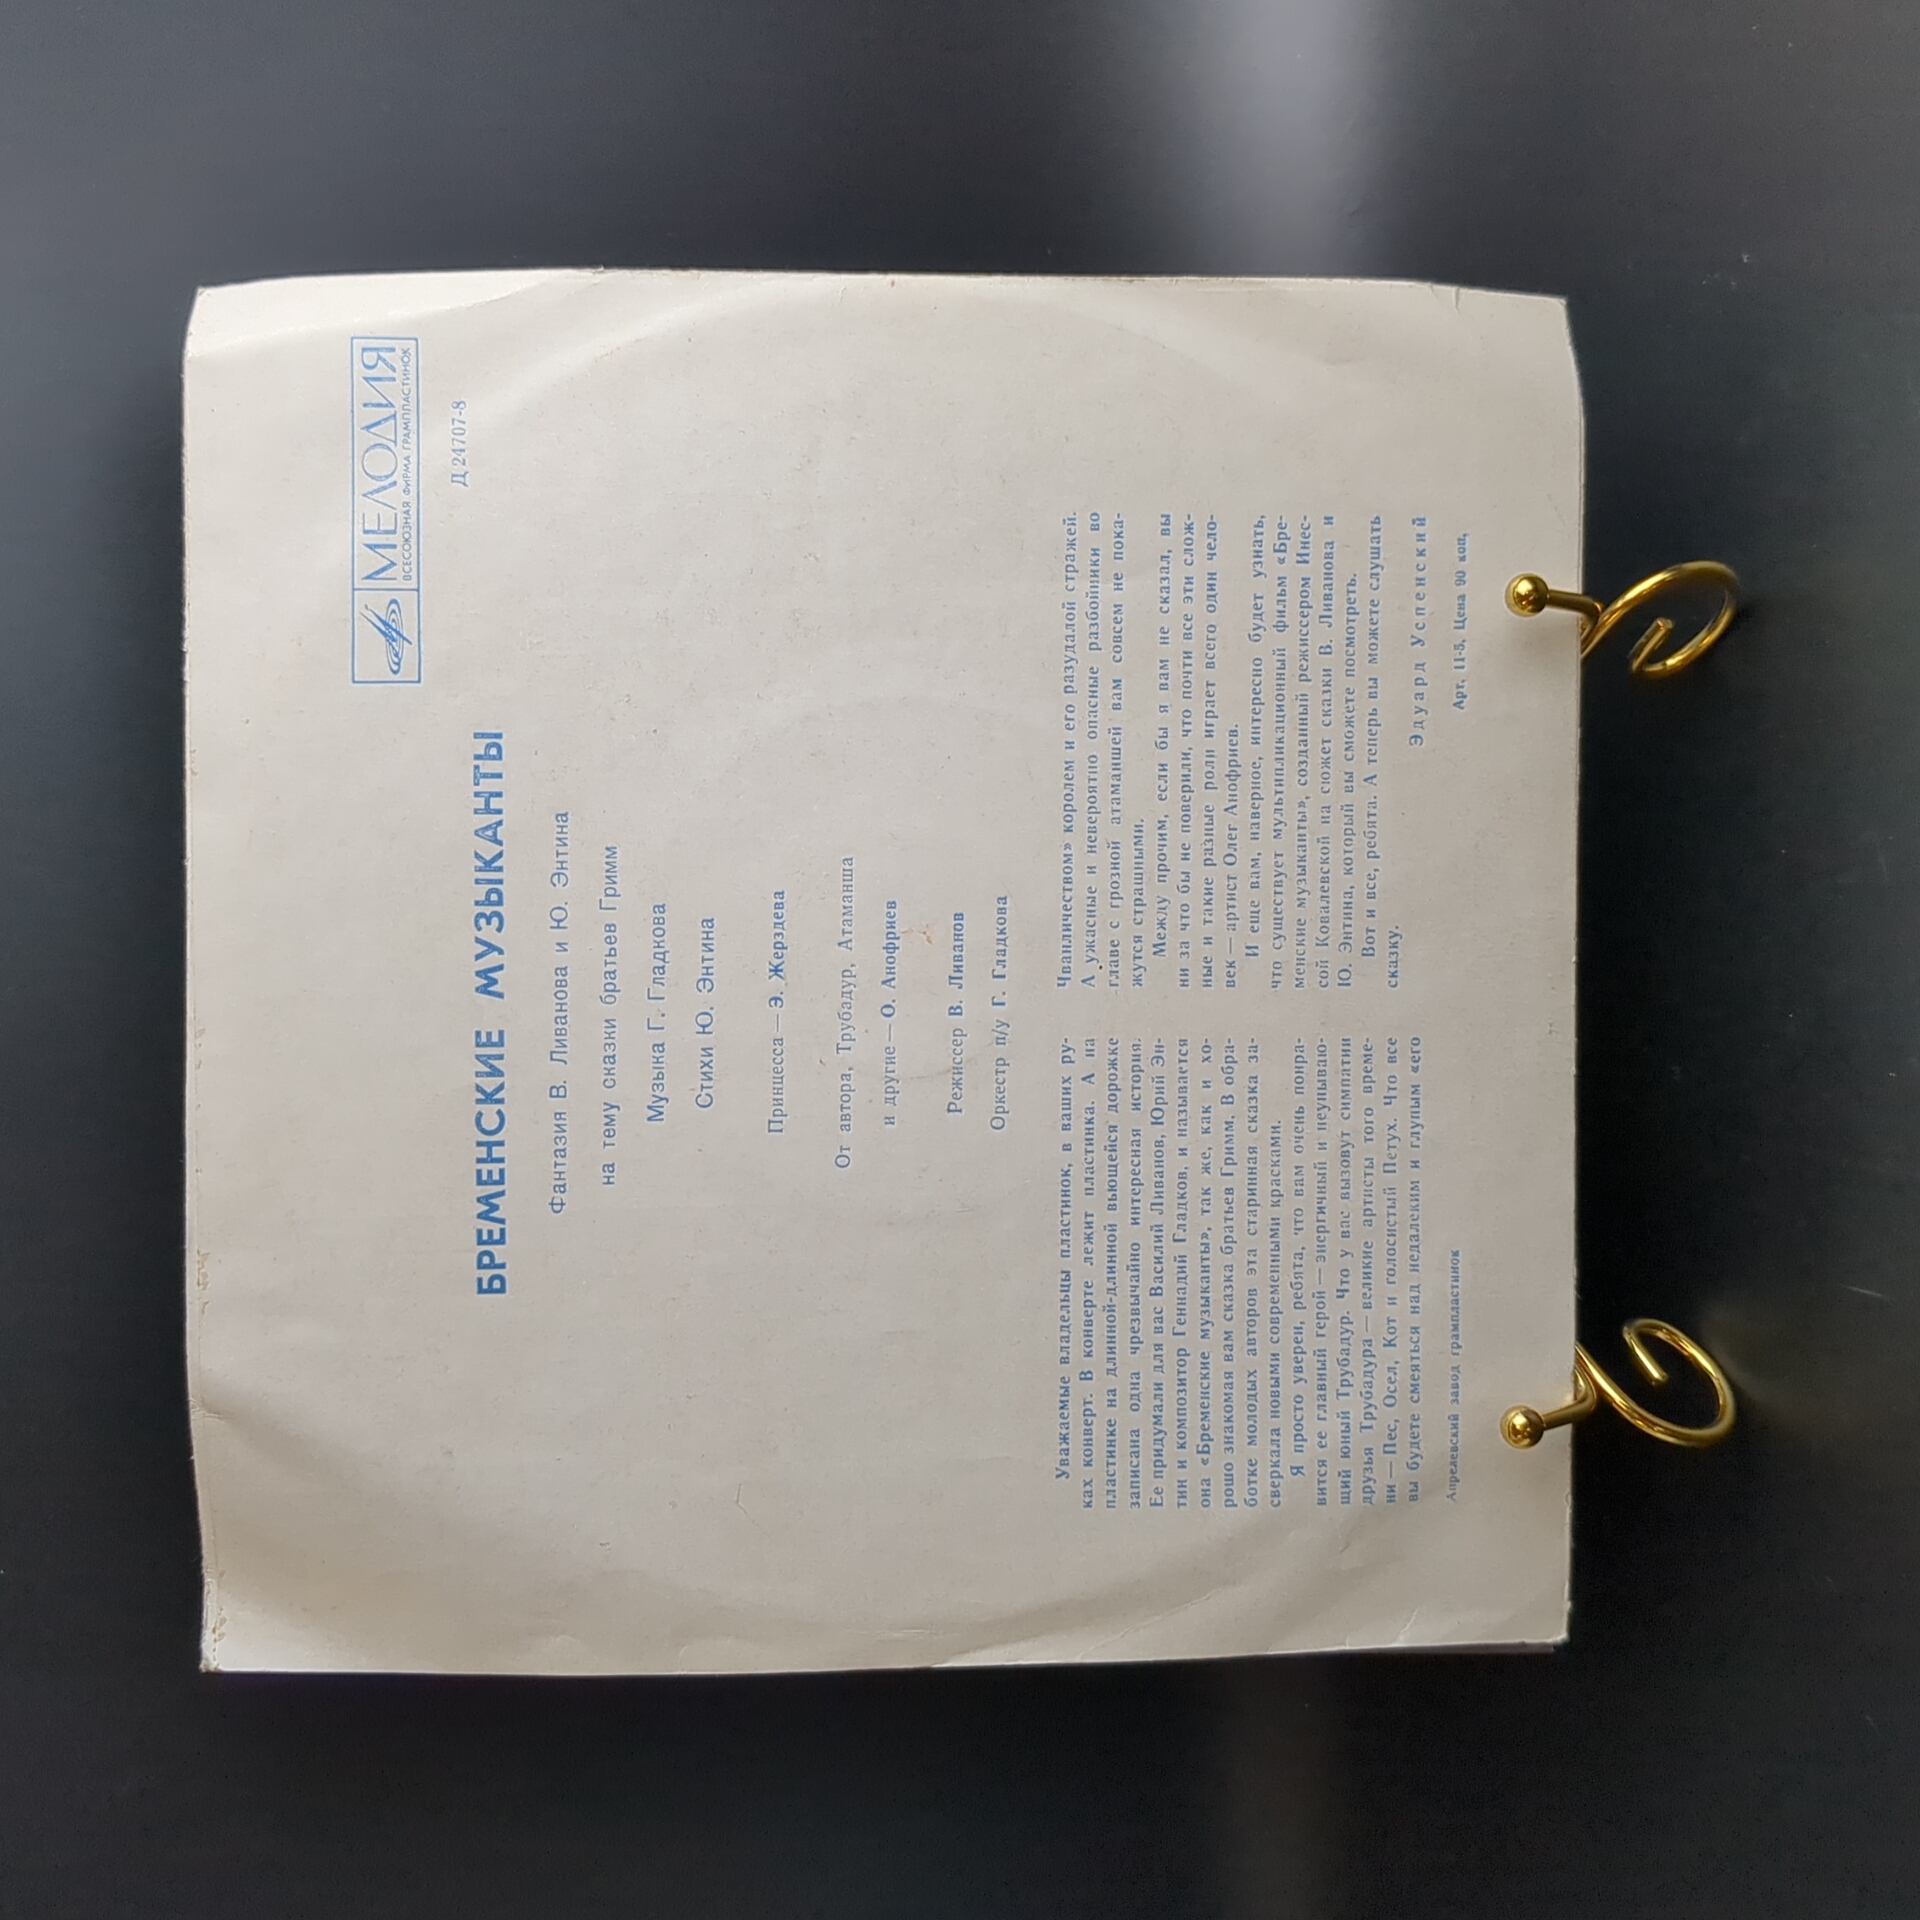 МЕЛОДИЯ
ВСЕСОЮЗНАЯ ФИРМА ГРАМПЛАСТИНОК
Д 24707-8
БРЕМЕНСКИЕ МУЗЫКАНТЫ
Фантазия В. Ливанова и Ю. Энтина
на тему сказки братьев Гримм
Музыка Г. Гладкова
Стихи Ю. Энтина
Принцесса — Э. Жерздева
От автора, Трубадур, Атаманша
и другие — О. Анофриев
Режиссер В. Ливанов
Оркестр п/у Г. Гладкова
Уважаемые владельцы пластинок, в ваших ру-
ках конверт. В конверте лежит пластинка. А на
пластинке на длинной-длинной вьющейся дорожке
записана одна чрезвычайно интересная история.
Ее придумали для вас Василий Ливанов, Юрий Эн-
тин и композитор Геннадий Гладков, и называется
она «Бременские музыканты», так же, как и хо-
рошо знакомая вам сказка братьев Гримм. В обра-
ботке молодых авторов эта старинная сказка за-
сверкала новыми современными красками.
Я просто уверен, ребята, что вам очень понра-
вится ее главный герой — энергичный и неунываю-
щий юный Трубадур. Что у вас вызовут симпатии
друзья Трубадура — великие артисты того време-
ни — Пес, Осел, Кот и голосистый Петух. Что все
вы будете смеяться над недалеким и глупым «его
Чванличеством» королем и его разудалой стражей.
А ужасные и невероятно опасные разбойники во
главе с грозной атаманшей вам совсем не пока-
жутся страшными.
Между прочим, если бы я вам не сказал, вы
ни за что бы не поверили, что почти все эти слож-
ные и такие разные роли играет всего один чело-
век — артист Олег Анофриев.
И еще вам, наверное, интересно будет узнать,
что существует мультипликационный фильм «Бре-
менские музыканты», созданный режиссером Инес-
сой Ковалевской на сюжет сказки В. Ливанова и
Ю. Энтина, который вы сможете посмотреть.
Вот и все, ребята. А теперь вы можете слушать
сказку.
Эдуард Успенский
Апрелевский завод грампластинок
Арт. 11-5. Цена 90 коп.